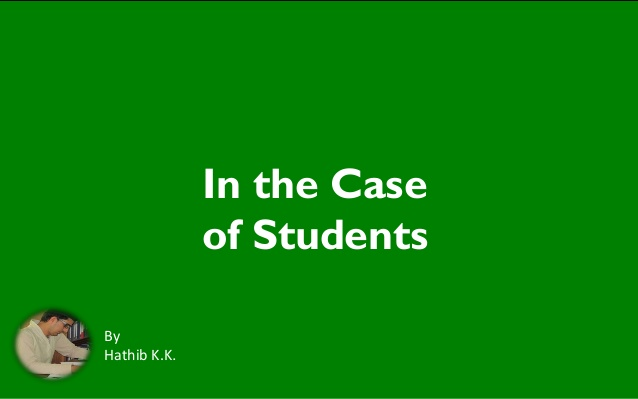 In the Case
of Students
By
Hathib K.K.